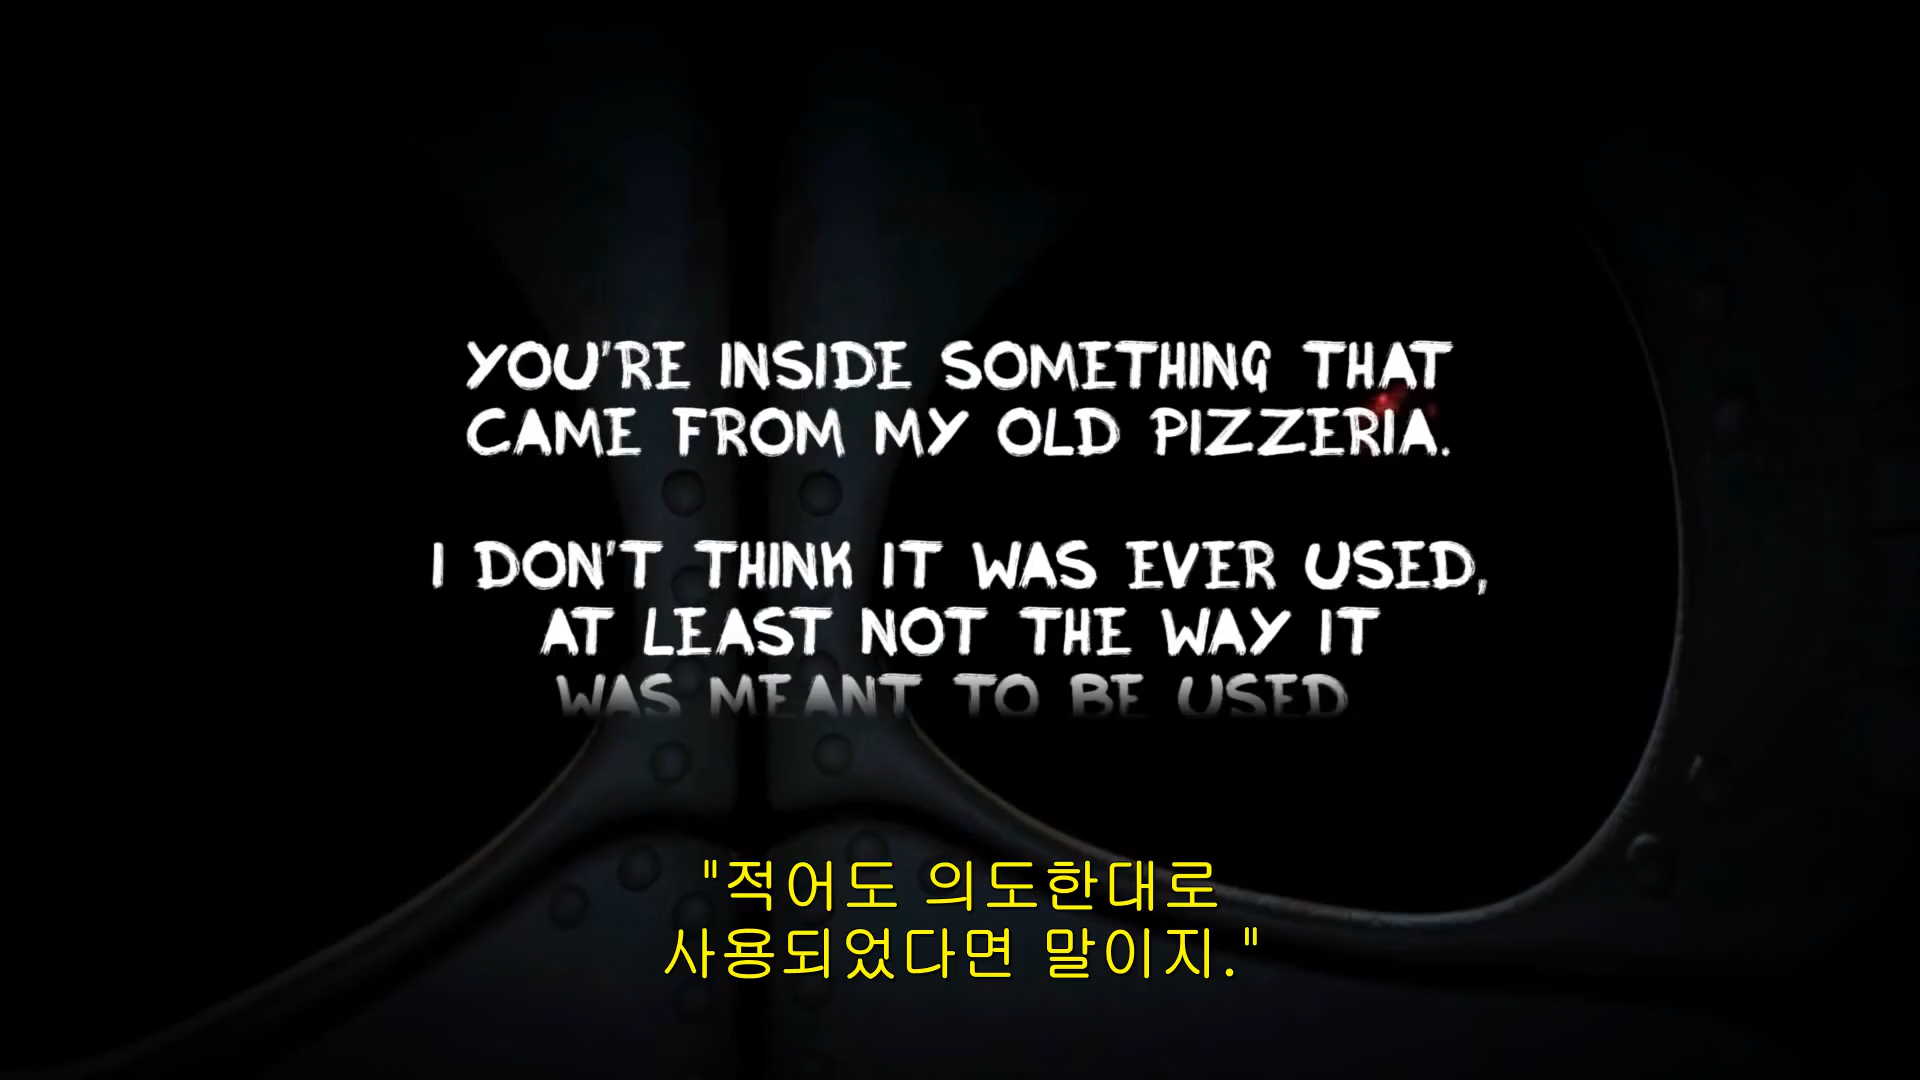 YOU'RE INSIDE SOMETHING THAT
CAME FROM MY OLD PIZZERIA.
I DON'T THINK IT WAS EVER USED,
AT LEAST NOT THE WAY IT
WAS MEANT TO BE USED
"적어도 의도한대로
사용되었다면 말이지."